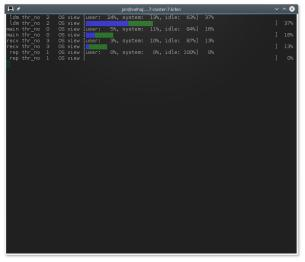 ldm thr_no 2 OS view [user: 24%, system: 13%, idle: 63%] 37%
ldm thr_no 2 OS view [ ] 37%
main thr_no 0 OS view [user: 5%, system: 11%, idle: 84%] 16%
main thr_no 0 OS view [ ] 16%
recv thr_no 3 OS view [user: 3%, system: 10%, idle: 87%] 13%
recv thr_no 3 OS view [ ] 13%
rep thr_no 1 OS view [user: 0%, system: 0%, idle: 100%] 0%
rep thr_no 1 OS view [ ] 0%